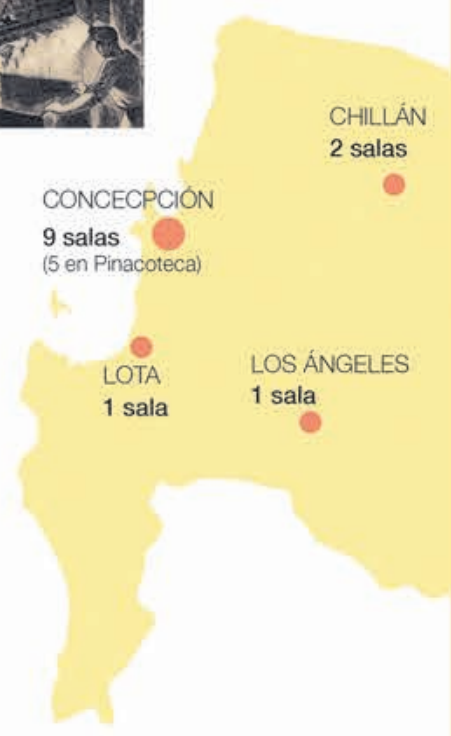 CHILLÁN
2 salas
CONCECPCIÓN
9 salas
(5 en Pinacoteca)
LOTA
1 sala
LOS ÁNGELES
1 sala